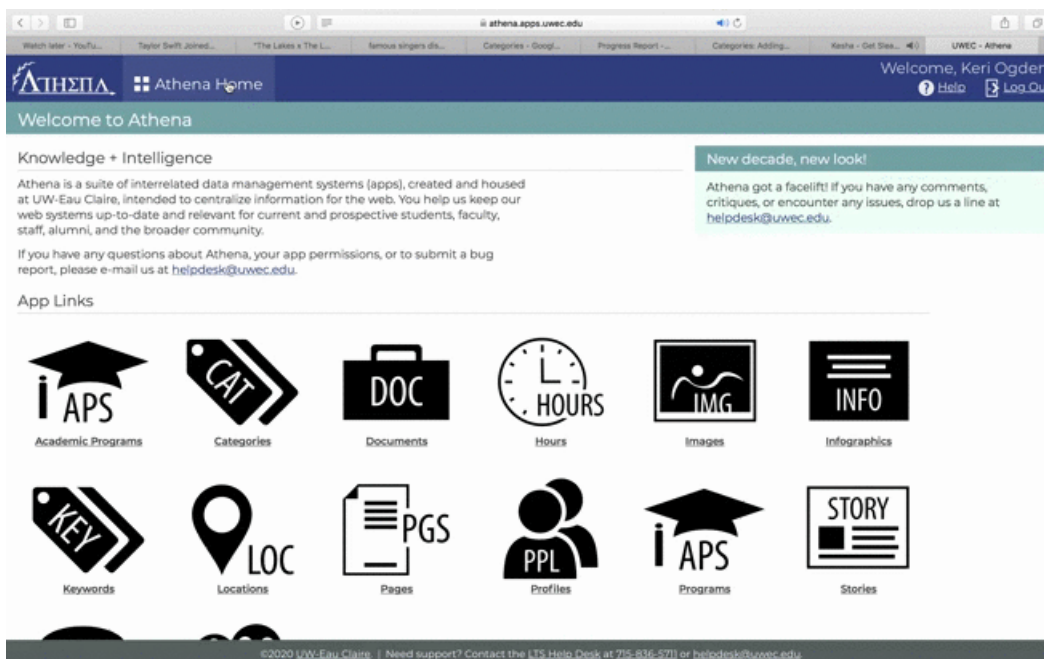 athena.apps.uwec.edu
Watch later - YouTu...
Taylor Swift Joined...
"The Lakes x The L...
famous singers dis...
Categories - Googl...
Progress Report -...
Categories: Adding...
Kesha - Get Slea...
UWEC - Athena
ΑTHΣΠΑ
Athena Home
Welcome, Keri Ogden
Help
Log Ou
Welcome to Athena
Knowledge + Intelligence
Athena is a suite of interrelated data management systems (apps), created and housed
at UW-Eau Claire, intended to centralize information for the web. You help us keep our
web systems up-to-date and relevant for current and prospective students, faculty,
staff, alumni, and the broader community.
If you have any questions about Athena, your app permissions, or to submit a bug
report, please e-mail us at helpdesk@uwec.edu.
New decade, new look!
Athena got a facelift! If you have any comments,
critiques, or encounter any issues, drop us a line at
helpdesk@uwec.edu.
App Links
APS
CAT
DOC
HOURS
IMG
INFO
Academic Programs
Categories
Documents
Hours
Images
Infographics
KEY
LOC
PGS
PPL
APS
STORY
Keywords
Locations
Pages
Profiles
Programs
Stories
©2020 UW-Eau Claire. | Need support? Contact the LTS Help Desk at 715-836-5711 or helpdesk@uwec.edu.